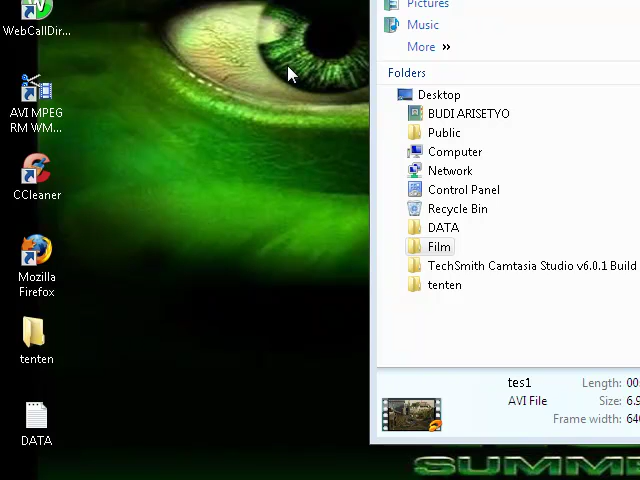 WebCallDir...
AVI MPEG
RM WM...
CCleaner
Mozilla
Firefox
tenten
DATA
Pictures
Music
More »
Folders
Desktop
BUDI ARISETYO
Public
Computer
Network
Control Panel
Recycle Bin
DATA
Film
TechSmith Camtasia Studio v6.0.1 Build
tenten
tes1 Length: 00:
AVI File Size: 6.9
Frame width: 640